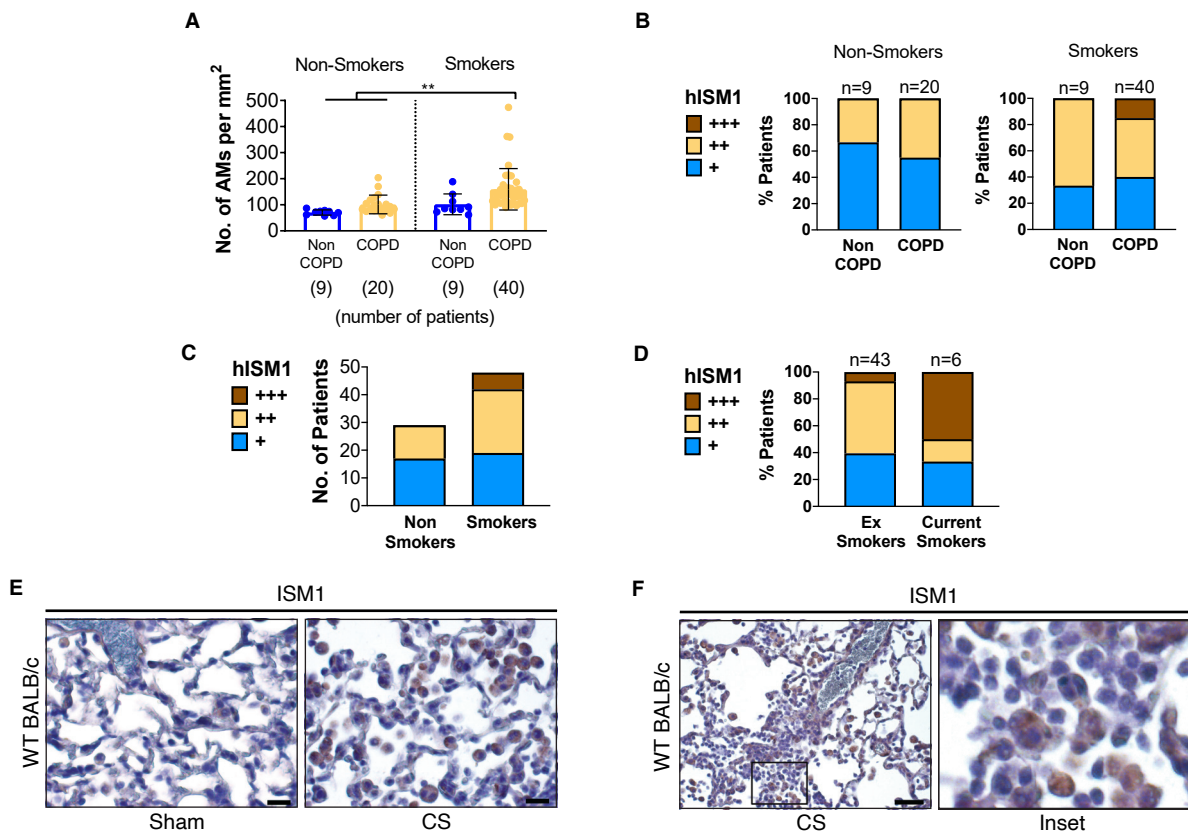 A
Non-Smokers Smokers
**
No. of AMs per mm²
500
400
300
200
100
0
Non COPD
COPD
Non COPD
COPD
(9) (20) (9) (40)
(number of patients)
B
Non-Smokers Smokers
hISM1
+++
++
+
n=9 n=20
% Patients
100
80
60
40
20
0
Non COPD
COPD
n=9 n=40
% Patients
100
80
60
40
20
0
Non COPD
COPD
C
hISM1
+++
++
+
No. of Patients
50
40
30
20
10
0
Non Smokers
Smokers
D
hISM1
+++
++
+
n=43 n=6
% Patients
100
80
60
40
20
0
Ex Smokers
Current Smokers
E
ISM1
WT BALB/c
Sham CS
F
ISM1
WT BALB/c
CS Inset